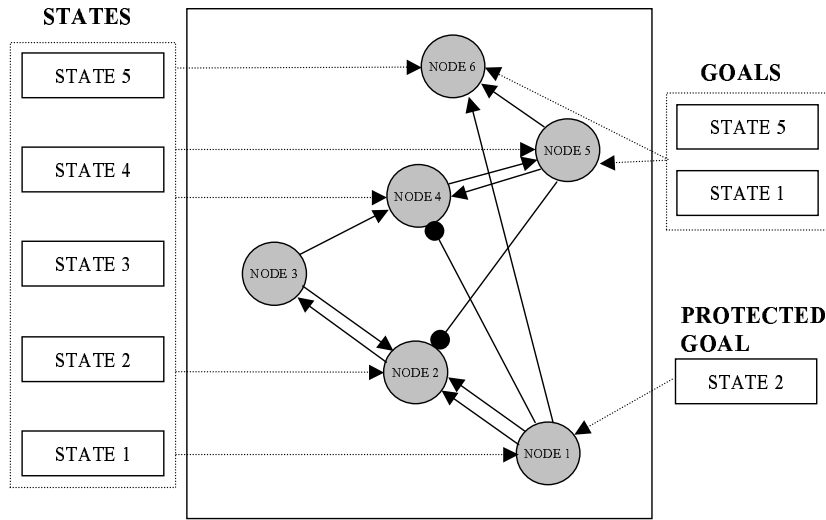 STATES
STATE 5
STATE 4
STATE 3
STATE 2
STATE 1
NODE 6
NODE 5
NODE 4
NODE 3
NODE 2
NODE 1
GOALS
STATE 5
STATE 1
PROTECTED
GOAL
STATE 2